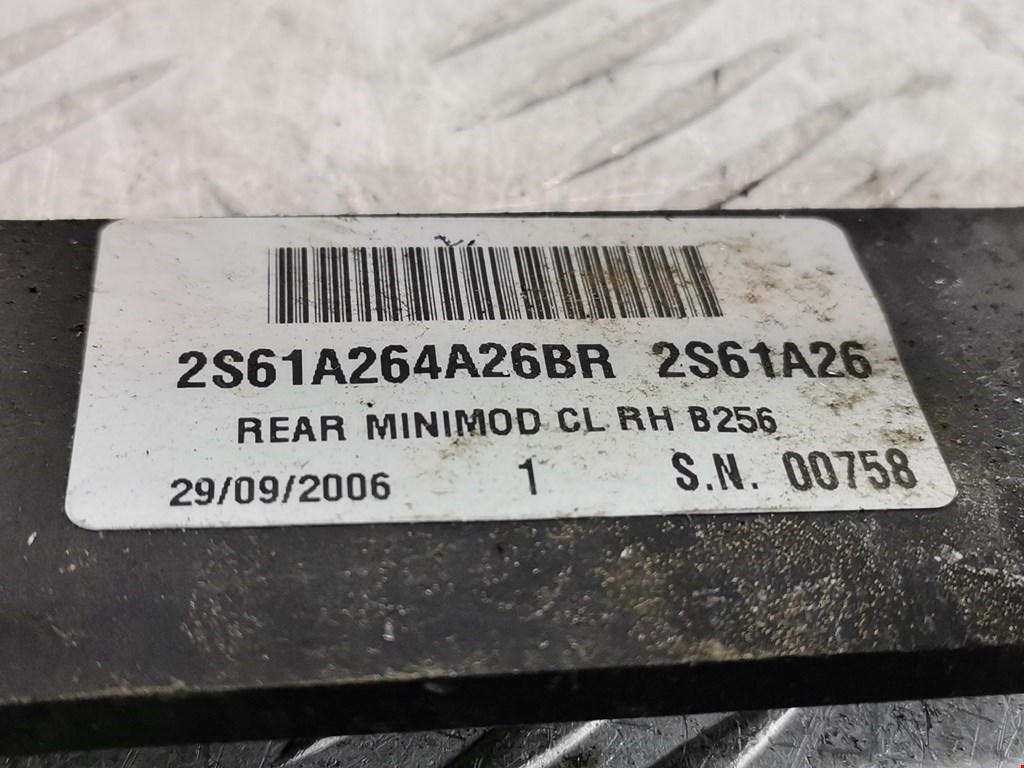 2S61A264A26BR 2S61A26
REAR MINIMOD CL RH B256
29/09/2006 1 S.N. 00758